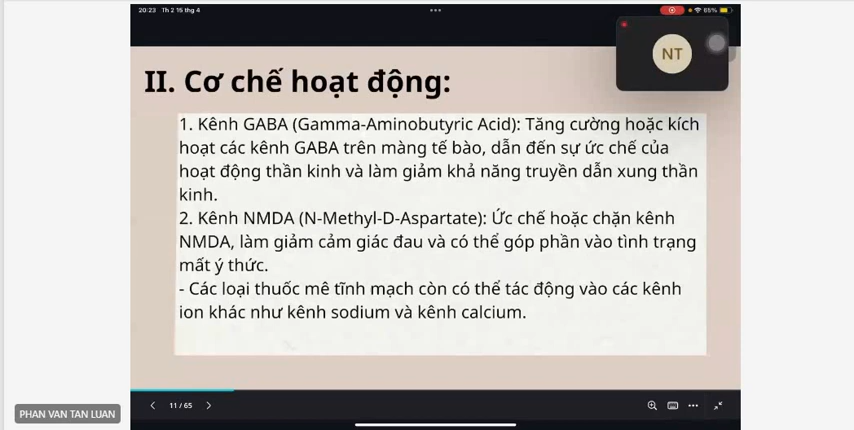 20:23 Th 2 15 thg 4
65%
NT
II. Cơ chế hoạt động:
1. Kênh GABA (Gamma-Aminobutyric Acid): Tăng cường hoặc kích
hoạt các kênh GABA trên màng tế bào, dẫn đến sự ức chế của
hoạt động thần kinh và làm giảm khả năng truyền dẫn xung thần
kinh.
2. Kênh NMDA (N-Methyl-D-Aspartate): Ức chế hoặc chặn kênh
NMDA, làm giảm cảm giác đau và có thể góp phần vào tình trạng
mất ý thức.
- Các loại thuốc mê tĩnh mạch còn có thể tác động vào các kênh
ion khác như kênh sodium và kênh calcium.
11 / 65
PHAN VAN TAN LUAN